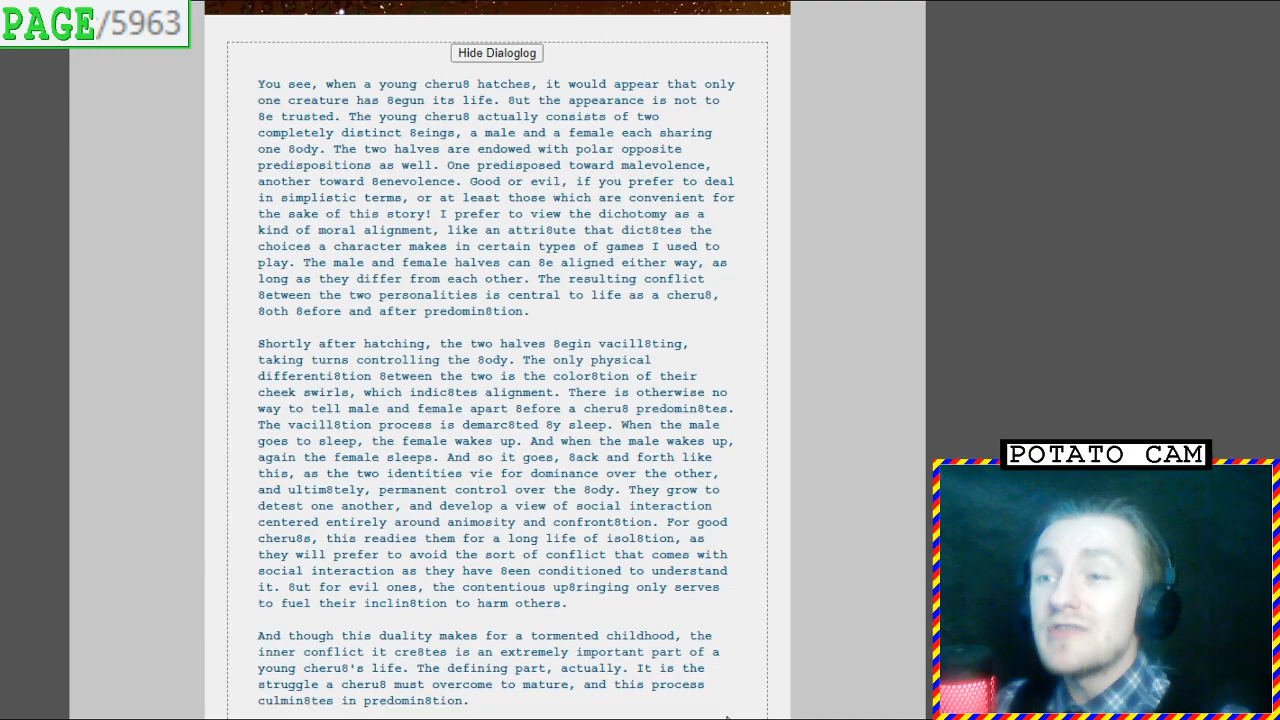 PAGE/5963
Hide Dialoglog
You see, when a young cheru8 hatches, it would appear that only
one creature has 8egun its life. 8ut the appearance is not to
8e trusted. The young cheru8 actually consists of two
completely distinct 8eings, a male and a female each sharing
one 8ody. The two halves are endowed with polar opposite
predispositions as well. One predisposed toward malevolence,
another toward 8enevolence. Good or evil, if you prefer to deal
in simplistic terms, or at least those which are convenient for
the sake of this story! I prefer to view the dichotomy as a
kind of moral alignment, like an attri8ute that dict8tes the
choices a character makes in certain types of games I used to
play. The male and female halves can 8e aligned either way, as
long as they differ from each other. The resulting conflict
8etween the two personalities is central to life as a cheru8,
8oth 8efore and after predomin8tion.
Shortly after hatching, the two halves 8egin vacill8ting,
taking turns controlling the 8ody. The only physical
differenti8tion 8etween the two is the color8tion of their
cheek swirls, which indic8tes alignment. There is otherwise no
way to tell male and female apart 8efore a cheru8 predomin8tes.
The vacill8tion process is demarc8ted 8y sleep. When the male
goes to sleep, the female wakes up. And when the male wakes up,
again the female sleeps. And so it goes, 8ack and forth like
this, as the two identities vie for dominance over the other,
and ultim8tely, permanent control over the 8ody. They grow to
detest one another, and develop a view of social interaction
centered entirely around animosity and confront8tion. For good
cheru8s, this readies them for a long life of isol8tion, as
they will prefer to avoid the sort of conflict that comes with
social interaction as they have 8een conditioned to understand
it. 8ut for evil ones, the contentious up8ringing only serves
to fuel their inclin8tion to harm others.
And though this duality makes for a tormented childhood, the
inner conflict it cre8tes is an extremely important part of a
young cheru8's life. The defining part, actually. It is the
struggle a cheru8 must overcome to mature, and this process
culmin8tes in predomin8tion.
POTATO CAM